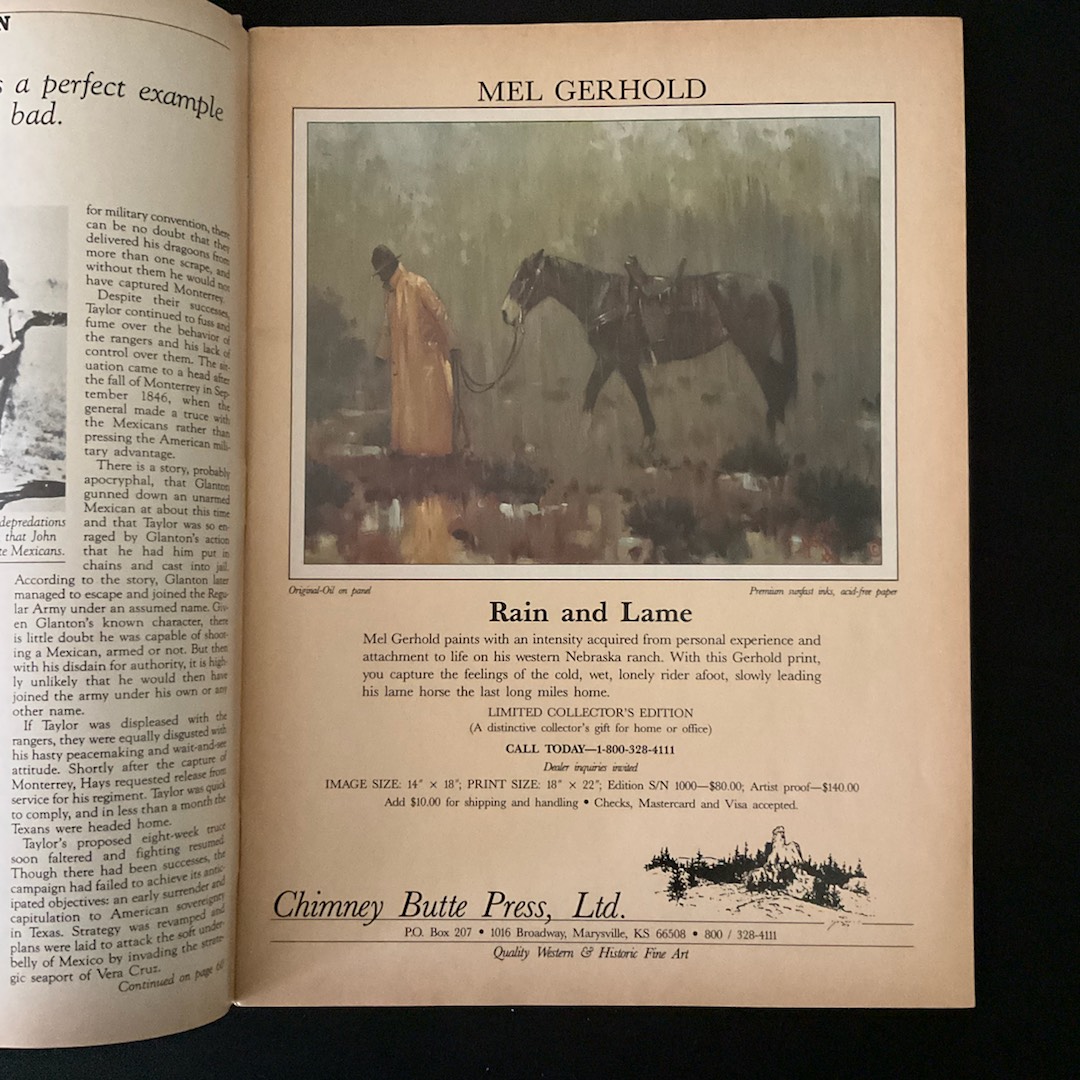 N
a perfect example
bad.
depredations
that John
Mexicans.
for military convention, there
can be no doubt that they
delivered his dragoons from
more than one scrape, and
without them he would not
have captured Monterrey.
Despite their successes,
Taylor continued to fuss and
fume over the behavior of
the rangers and his lack of
control over them. The sit-
uation came to a head after
the fall of Monterrey in Sep-
tember 1846, when the
general made a truce with
the Mexicans rather than
pressing the American mili-
tary advantage.
There is a story, probably
apocryphal, that Glanton
gunned down an unarmed
Mexican at about this time
and that Taylor was so en-
raged by Glanton's action
that he had him put in
chains and cast into jail.
According to the story, Glanton later
managed to escape and joined the Regu-
lar Army under an assumed name. Giv-
en Glanton's known character, there
is little doubt he was capable of shoot-
ing a Mexican, armed or not. But then
with his disdain for authority, it is high-
ly unlikely that he would then have
joined the army under his own or any
other name.
If Taylor was displeased with the
rangers, they were equally disgusted with
his hasty peacemaking and wait-and-see
attitude. Shortly after the capture of
Monterrey, Hays requested release from
service for his regiment. Taylor was quick
to comply, and in less than a month the
Texans were headed home.
Taylor's proposed eight-week truce
soon faltered and fighting resumed.
Though there had been successes, the
campaign had failed to achieve its antic-
ipated objectives: an early surrender and
capitulation to American sovereignty
in Texas. Strategy was revamped and
plans were laid to attack the soft under-
belly of Mexico by invading the strate-
gic seaport of Vera Cruz.
Continued on page
MEL GERHOLD
Original-Oil on panel
Premium sunfast inks, acid-free paper
Rain and Lame
Mel Gerhold paints with an intensity acquired from personal experience and
attachment to life on his western Nebraska ranch. With this Gerhold print,
you capture the feelings of the cold, wet, lonely rider afoot, slowly leading
his lame horse the last long miles home.
LIMITED COLLECTOR'S EDITION
(A distinctive collector's gift for home or office)
CALL TODAY—1-800-328-4111
Dealer inquiries invited
IMAGE SIZE: 14" × 18"; PRINT SIZE: 18" × 22"; Edition S/N 1000—$80.00; Artist proof—$140.00
Add $10.00 for shipping and handling • Checks, Mastercard and Visa accepted.
Chimney Butte Press, Ltd.
P.O. Box 207 • 1016 Broadway, Marysville, KS 66508 • 800 / 328-4111
Quality Western & Historic Fine Art